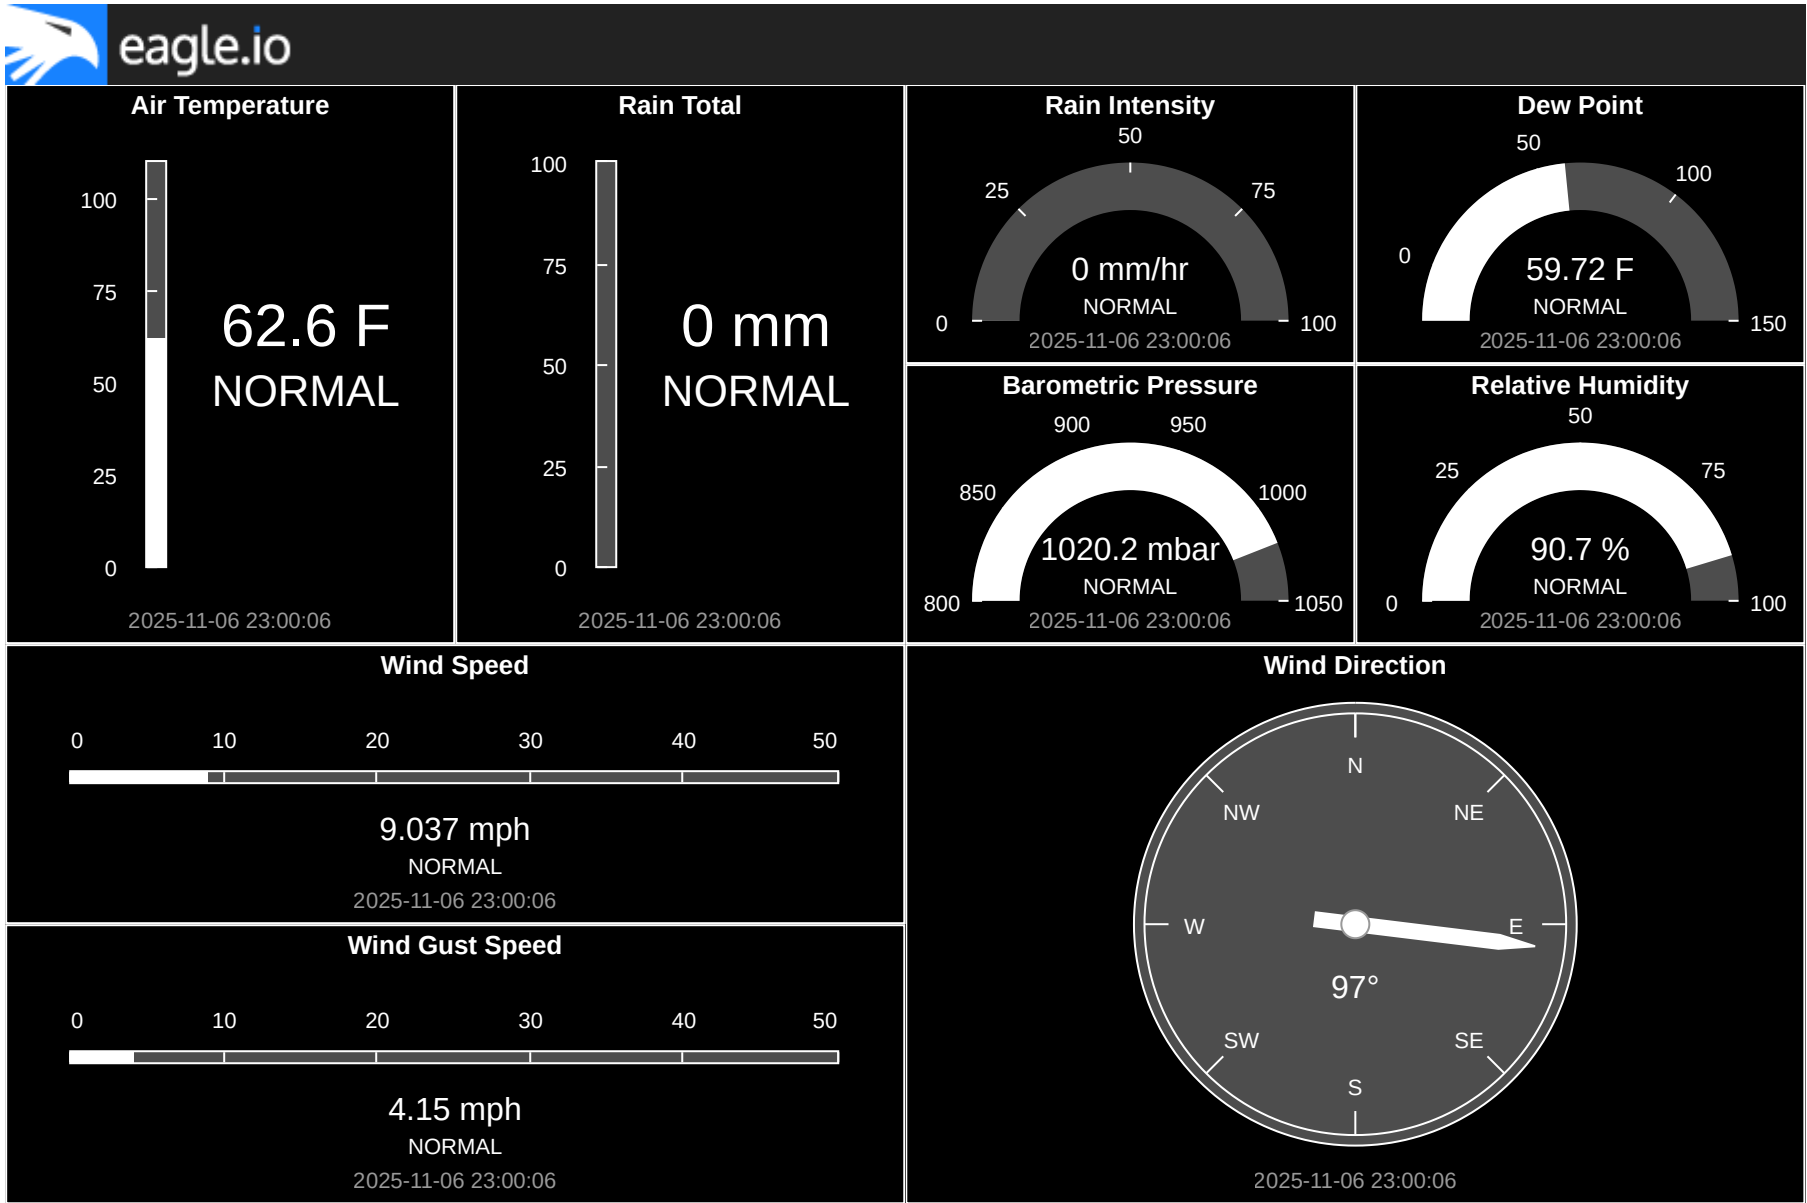 eagle.io
Air Temperature
100
75
50
25
0
62.6 F
NORMAL
2025-11-06 23:00:06
Rain Total
100
75
50
25
0
0 mm
NORMAL
2025-11-06 23:00:06
Rain Intensity
0
25
50
75
100
0 mm/hr
NORMAL
2025-11-06 23:00:06
Dew Point
0
50
100
150
59.72 F
NORMAL
2025-11-06 23:00:06
Barometric Pressure
800
850
900
950
1000
1050
1020.2 mbar
NORMAL
2025-11-06 23:00:06
Relative Humidity
0
25
50
75
100
90.7 %
NORMAL
2025-11-06 23:00:06
Wind Speed
0 10 20 30 40 50
9.037 mph
NORMAL
2025-11-06 23:00:06
Wind Gust Speed
0 10 20 30 40 50
4.15 mph
NORMAL
2025-11-06 23:00:06
Wind Direction
N
NW NE
W E
97°
SW SE
S
2025-11-06 23:00:06